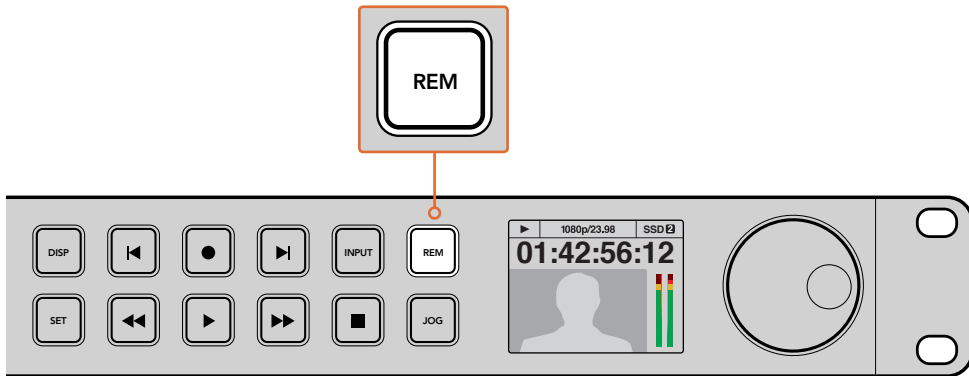 REM
DISP
INPUT
REM
1080p/23.98
SSD 2
01:42:56:12
SET
JOG